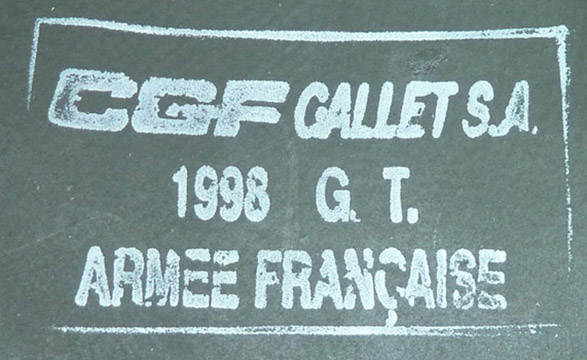 CGF GALLET S.A.
1998 G. T.
ARMEE FRANÇAISE